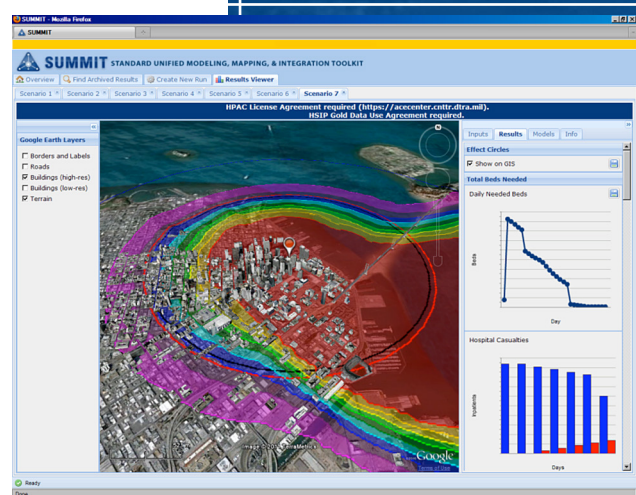 SUMMIT - Mozilla Firefox
SUMMIT
SUMMIT STANDARD UNIFIED MODELING, MAPPING, & INTEGRATION TOOLKIT
Overview Find Archived Results Create New Run Results Viewer
Scenario 1 Scenario 2 Scenario 3 Scenario 4 Scenario 5 Scenario 6 Scenario 7
HPAC License Agreement required (https://acecenter.cnttr.dtra.mil).
HSIP Gold Data Use Agreement required.
Google Earth Layers
Borders and Labels
Roads
Buildings (high-res)
Buildings (low-res)
Terrain
N
Google
Terms of Use
Inputs Results Models Info
Effect Circles
Show on GIS
Total Beds Needed
Daily Needed Beds
Beds
Day
Hospital Casualties
Inpatients
Days
Ready
Done